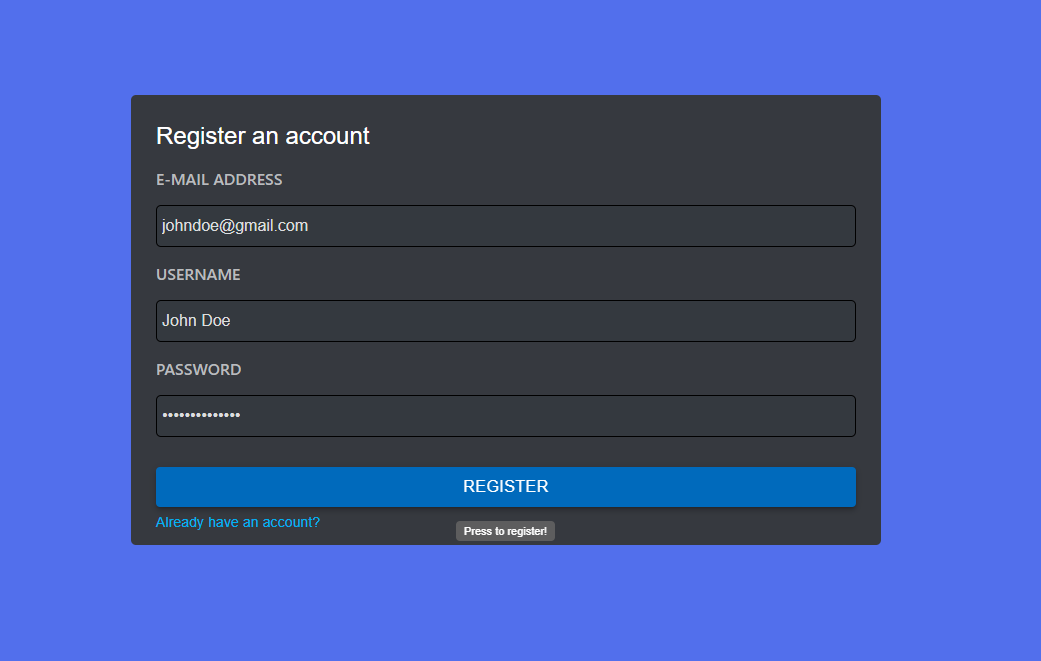 Register an account
E-MAIL ADDRESS
johndoe@gmail.com
USERNAME
John Doe
PASSWORD
••••••••••••••
REGISTER
Already have an account?
Press to register!